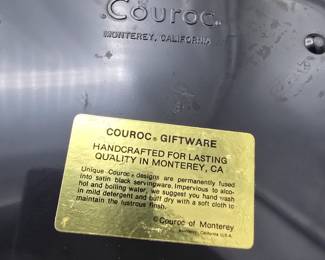 Couroc®
MONTEREY, CALIFORNIA
COUROC® GIFTWARE
HANDCRAFTED FOR LASTING
QUALITY IN MONTEREY, CA
Unique Couroc® designs are permanently fused
into satin black servingware. Impervious to alco-
hol and boiling water, we suggest you hand wash
in mild detergent and buff dry with a soft cloth to
maintain the lustrous finish.
© Couroc of Monterey
Monterey, California U.S.A.